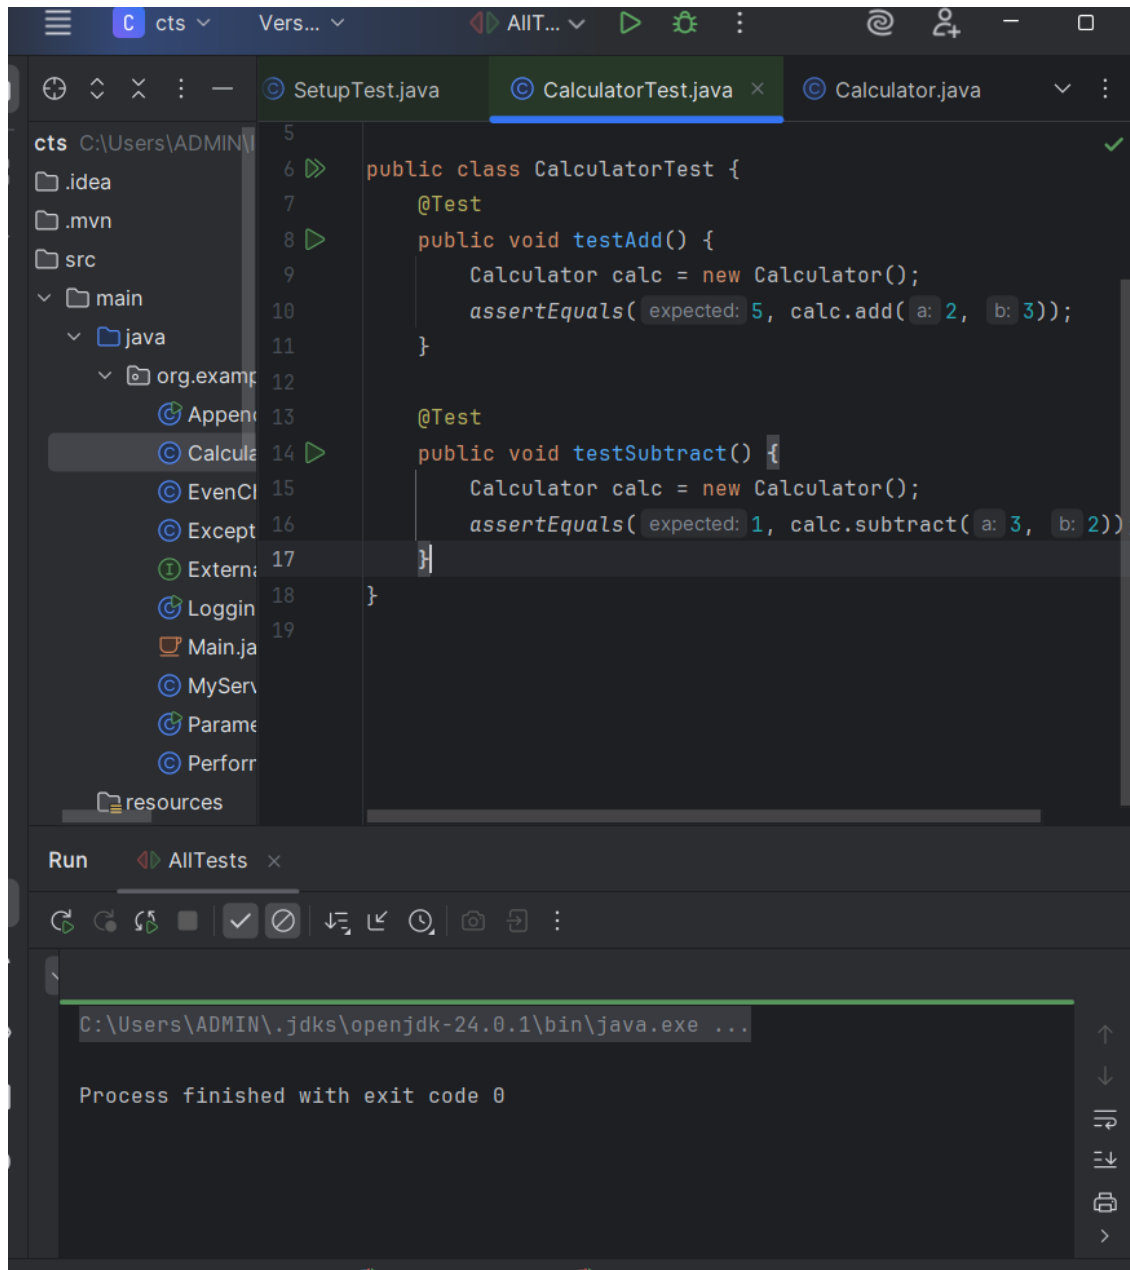 C cts Vers... AllT...
SetupTest.java CalculatorTest.java Calculator.java
cts C:\Users\ADMIN\I
.idea
.mvn
src
main
java
org.examp
Append
Calcula
EvenCh
Except
Externa
Loggin
Main.ja
MyServ
Parame
Perforr
resources
5
6 public class CalculatorTest {
7 @Test
8 public void testAdd() {
9 Calculator calc = new Calculator();
10 assertEquals( expected: 5, calc.add( a: 2, b: 3));
11 }
12
13 @Test
14 public void testSubtract() {
15 Calculator calc = new Calculator();
16 assertEquals( expected: 1, calc.subtract( a: 3, b: 2))
17 }
18 }
19
Run AllTests
C:\Users\ADMIN\.jdks\openjdk-24.0.1\bin\java.exe ...
Process finished with exit code 0